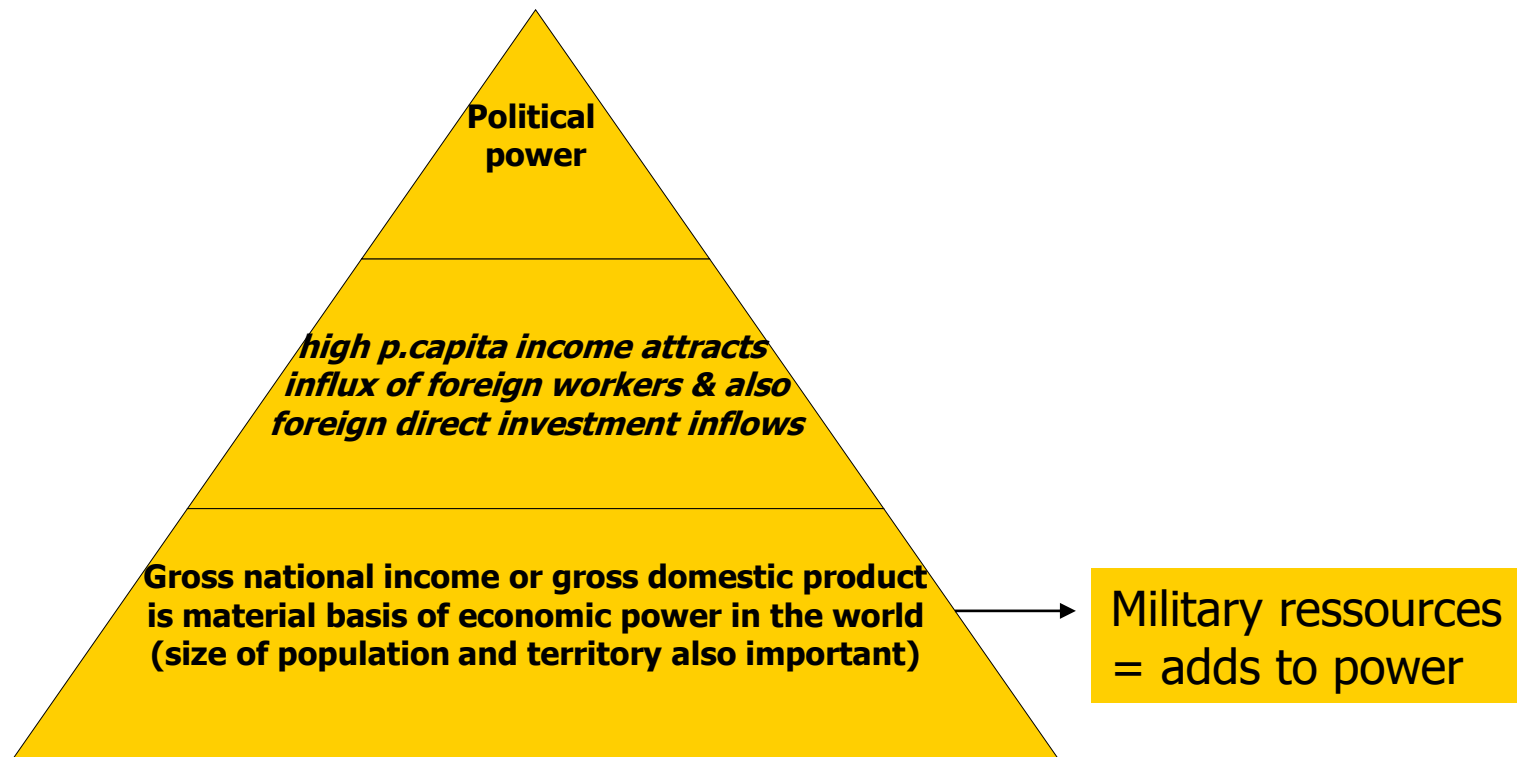 Political
power
high p.capita income attracts
influx of foreign workers & also
foreign direct investment inflows
Gross national income or gross domestic product
is material basis of economic power in the world
(size of population and territory also important)
Military ressources
= adds to power